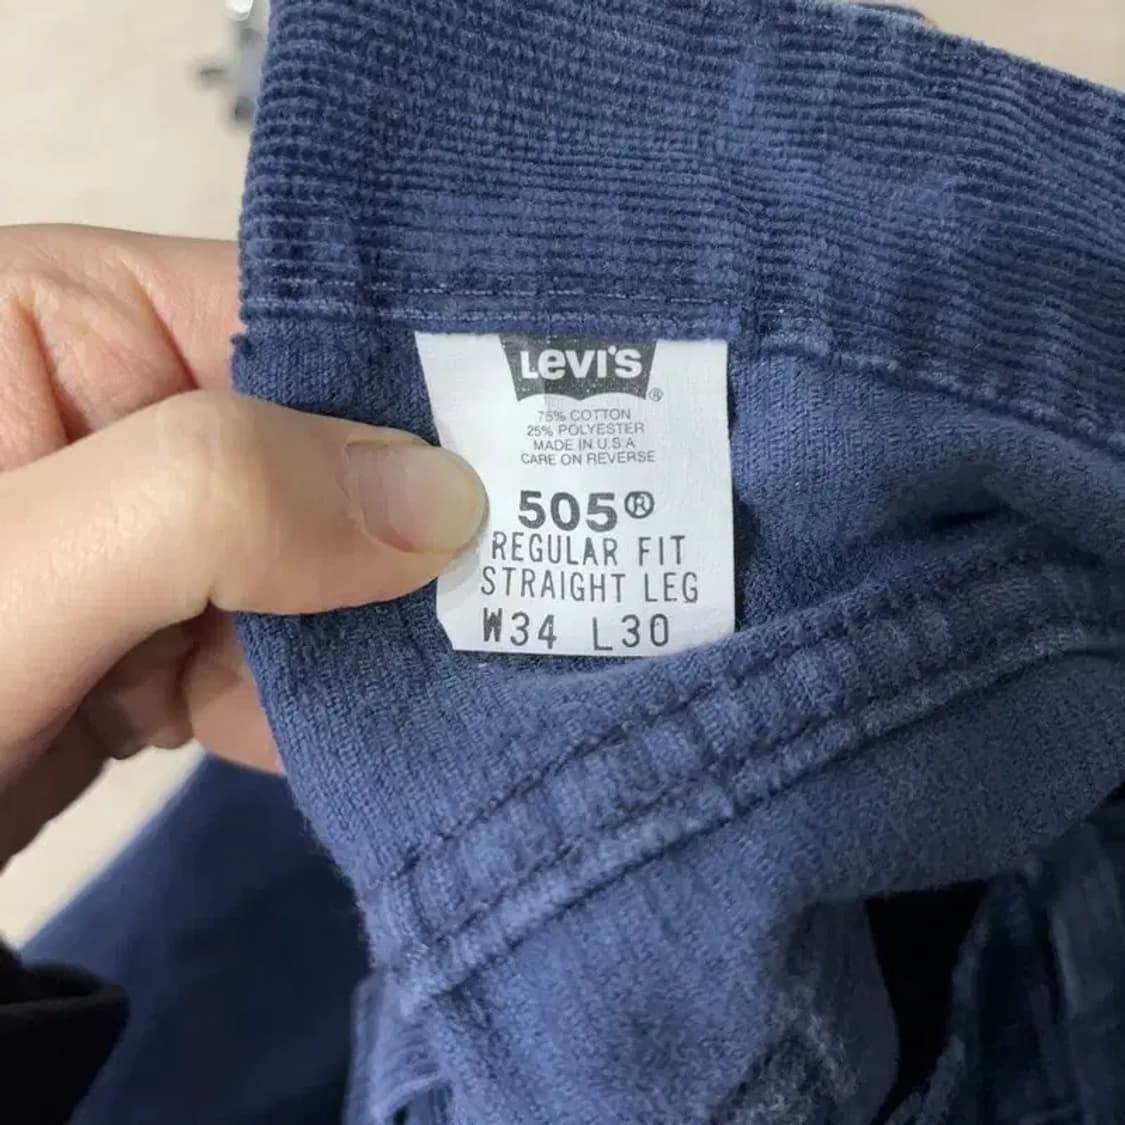 Levi's ®
75% COTTON
25% POLYESTER
MADE IN U.S.A
CARE ON REVERSE
505®
REGULAR FIT
STRAIGHT LEG
W34 L30